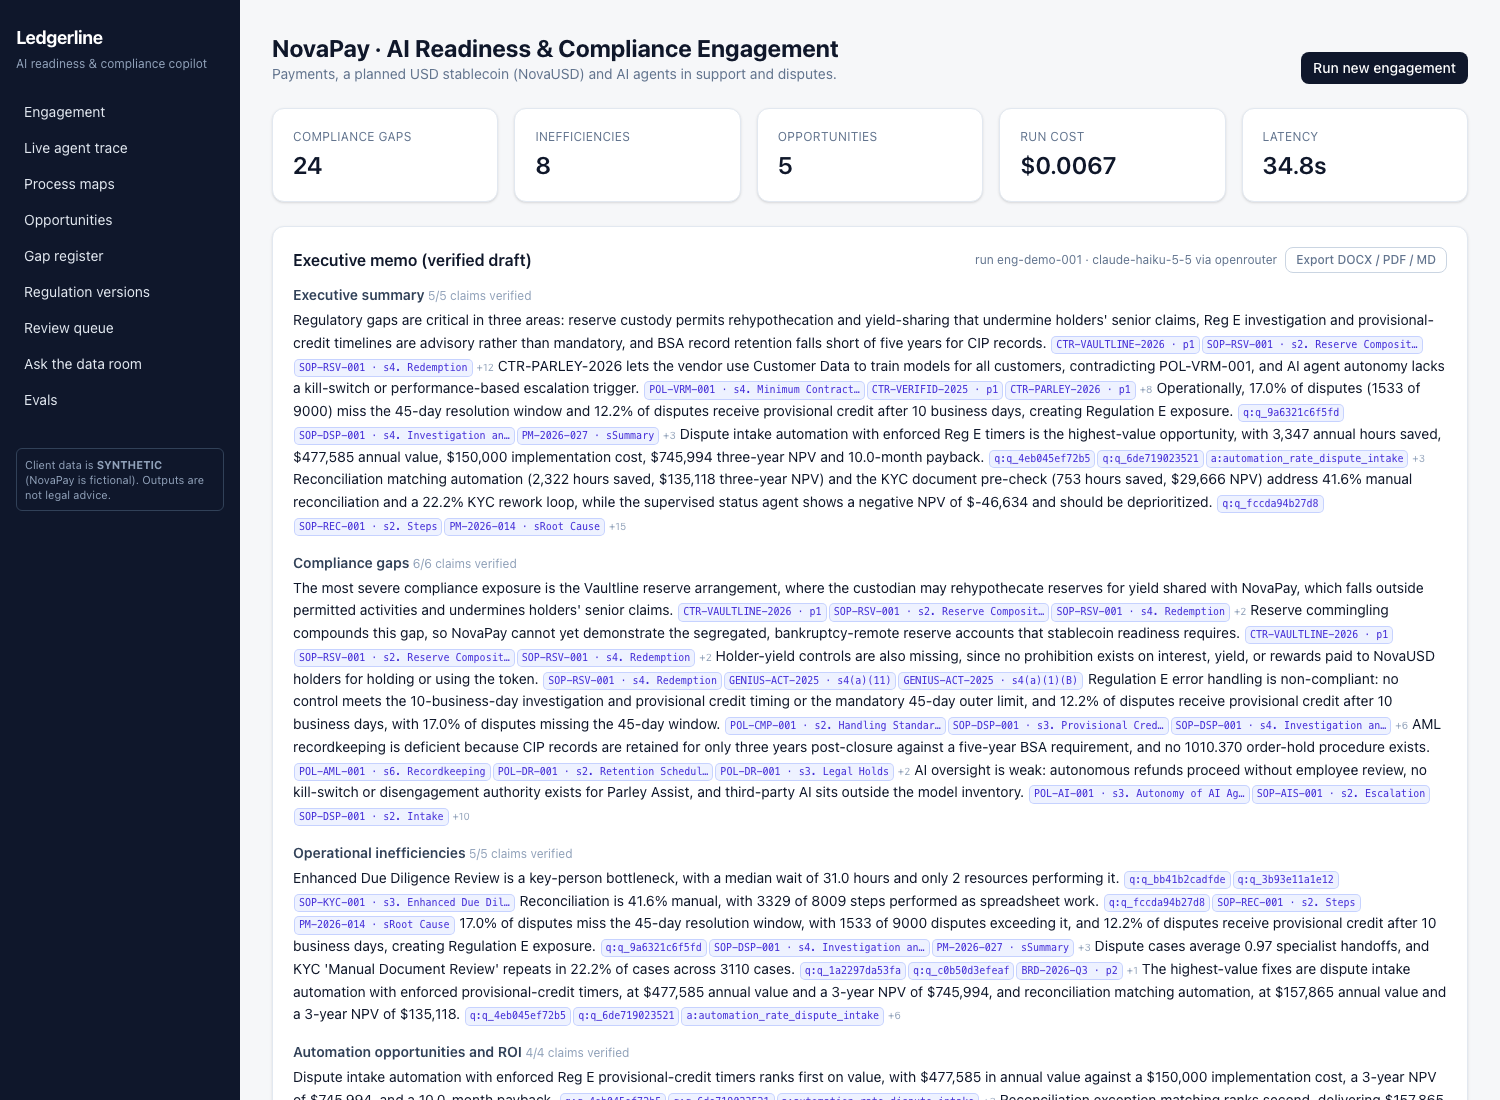 Ledgerline
AI readiness & compliance copilot
Engagement
Live agent trace
Process maps
Opportunities
Gap register
Regulation versions
Review queue
Ask the data room
Evals
Client data is SYNTHETIC
(NovaPay is fictional). Outputs are
not legal advice.
NovaPay · AI Readiness & Compliance Engagement
Payments, a planned USD stablecoin (NovaUSD) and AI agents in support and disputes.
Run new engagement
COMPLIANCE GAPS
24
INEFFICIENCIES
8
OPPORTUNITIES
5
RUN COST
$0.0067
LATENCY
34.8s
Executive memo (verified draft)
run eng-demo-001 · claude-haiku-5-5 via openrouter
Export DOCX / PDF / MD
Executive summary 5/5 claims verified
Regulatory gaps are critical in three areas: reserve custody permits rehypothecation and yield-sharing that undermine holders' senior claims, Reg E investigation and provisional-
credit timelines are advisory rather than mandatory, and BSA record retention falls short of five years for CIP records. CTR-VAULTLINE-2026 · p1 SOP-RSV-001 · s2. Reserve Composit…
SOP-RSV-001 · s4. Redemption +12 CTR-PARLEY-2026 lets the vendor use Customer Data to train models for all customers, contradicting POL-VRM-001, and AI agent autonomy lacks
a kill-switch or performance-based escalation trigger. POL-VRM-001 · s4. Minimum Contract… CTR-VERIFID-2025 · p1 CTR-PARLEY-2026 · p1 +8 Operationally, 17.0% of disputes (1533 of
9000) miss the 45-day resolution window and 12.2% of disputes receive provisional credit after 10 business days, creating Regulation E exposure. q:q_9a6321c6f5fd
SOP-DSP-001 · s4. Investigation an… PM-2026-027 · sSummary +3 Dispute intake automation with enforced Reg E timers is the highest-value opportunity, with 3,347 annual hours saved,
$477,585 annual value, $150,000 implementation cost, $745,994 three-year NPV and 10.0-month payback. q:q_4eb045ef72b5 q:q_6de719023521 a:automation_rate_dispute_intake +3
Reconciliation matching automation (2,322 hours saved, $135,118 three-year NPV) and the KYC document pre-check (753 hours saved, $29,666 NPV) address 41.6% manual
reconciliation and a 22.2% KYC rework loop, while the supervised status agent shows a negative NPV of $-46,634 and should be deprioritized. q:q_fccda94b27d8
SOP-REC-001 · s2. Steps PM-2026-014 · sRoot Cause +15
Compliance gaps 6/6 claims verified
The most severe compliance exposure is the Vaultline reserve arrangement, where the custodian may rehypothecate reserves for yield shared with NovaPay, which falls outside
permitted activities and undermines holders' senior claims. CTR-VAULTLINE-2026 · p1 SOP-RSV-001 · s2. Reserve Composit… SOP-RSV-001 · s4. Redemption +2 Reserve commingling
compounds this gap, so NovaPay cannot yet demonstrate the segregated, bankruptcy-remote reserve accounts that stablecoin readiness requires. CTR-VAULTLINE-2026 · p1
SOP-RSV-001 · s2. Reserve Composit… SOP-RSV-001 · s4. Redemption +2 Holder-yield controls are also missing, since no prohibition exists on interest, yield, or rewards paid to NovaUSD
holders for holding or using the token. SOP-RSV-001 · s4. Redemption GENIUS-ACT-2025 · s4(a)(11) GENIUS-ACT-2025 · s4(a)(1)(B) Regulation E error handling is non-compliant: no
control meets the 10-business-day investigation and provisional credit timing or the mandatory 45-day outer limit, and 12.2% of disputes receive provisional credit after 10
business days, with 17.0% of disputes missing the 45-day window. POL-CMP-001 · s2. Handling Standar… SOP-DSP-001 · s3. Provisional Cred… SOP-DSP-001 · s4. Investigation an… +6 AML
recordkeeping is deficient because CIP records are retained for only three years post-closure against a five-year BSA requirement, and no 1010.370 order-hold procedure exists.
POL-AML-001 · s6. Recordkeeping POL-DR-001 · s2. Retention Schedul… POL-DR-001 · s3. Legal Holds +2 AI oversight is weak: autonomous refunds proceed without employee review, no
kill-switch or disengagement authority exists for Parley Assist, and third-party AI sits outside the model inventory. POL-AI-001 · s3. Autonomy of AI Ag… SOP-AIS-001 · s2. Escalation
SOP-DSP-001 · s2. Intake +10
Operational inefficiencies 5/5 claims verified
Enhanced Due Diligence Review is a key-person bottleneck, with a median wait of 31.0 hours and only 2 resources performing it. q:q_bb41b2cadfde q:q_3b93e11a1e12
SOP-KYC-001 · s3. Enhanced Due Dil… Reconciliation is 41.6% manual, with 3329 of 8009 steps performed as spreadsheet work. q:q_fccda94b27d8 SOP-REC-001 · s2. Steps
PM-2026-014 · sRoot Cause 17.0% of disputes miss the 45-day resolution window, with 1533 of 9000 disputes exceeding it, and 12.2% of disputes receive provisional credit after 10
business days, creating Regulation E exposure. q:q_9a6321c6f5fd SOP-DSP-001 · s4. Investigation an… PM-2026-027 · sSummary +3 Dispute cases average 0.97 specialist handoffs, and
KYC 'Manual Document Review' repeats in 22.2% of cases across 3110 cases. q:q_1a2297da53fa q:q_c0b50d3efeaf BRD-2026-Q3 · p2 +1 The highest-value fixes are dispute intake
automation with enforced provisional-credit timers, at $477,585 annual value and a 3-year NPV of $745,994, and reconciliation matching automation, at $157,865 annual value and
a 3-year NPV of $135,118. q:q_4eb045ef72b5 q:q_6de719023521 a:automation_rate_dispute_intake +6
Automation opportunities and ROI 4/4 claims verified
Dispute intake automation with enforced Reg E provisional-credit timers ranks first on value, with $477,585 in annual value against a $150,000 implementation cost, a 3-year NPV
of $745,994, and a 10.0-month payback. q:q_4eb045ef72b5 q:q_6de719023521 a:automation_rate_dispute_intake Reconciliation exception matching ranks second, delivering $157,865